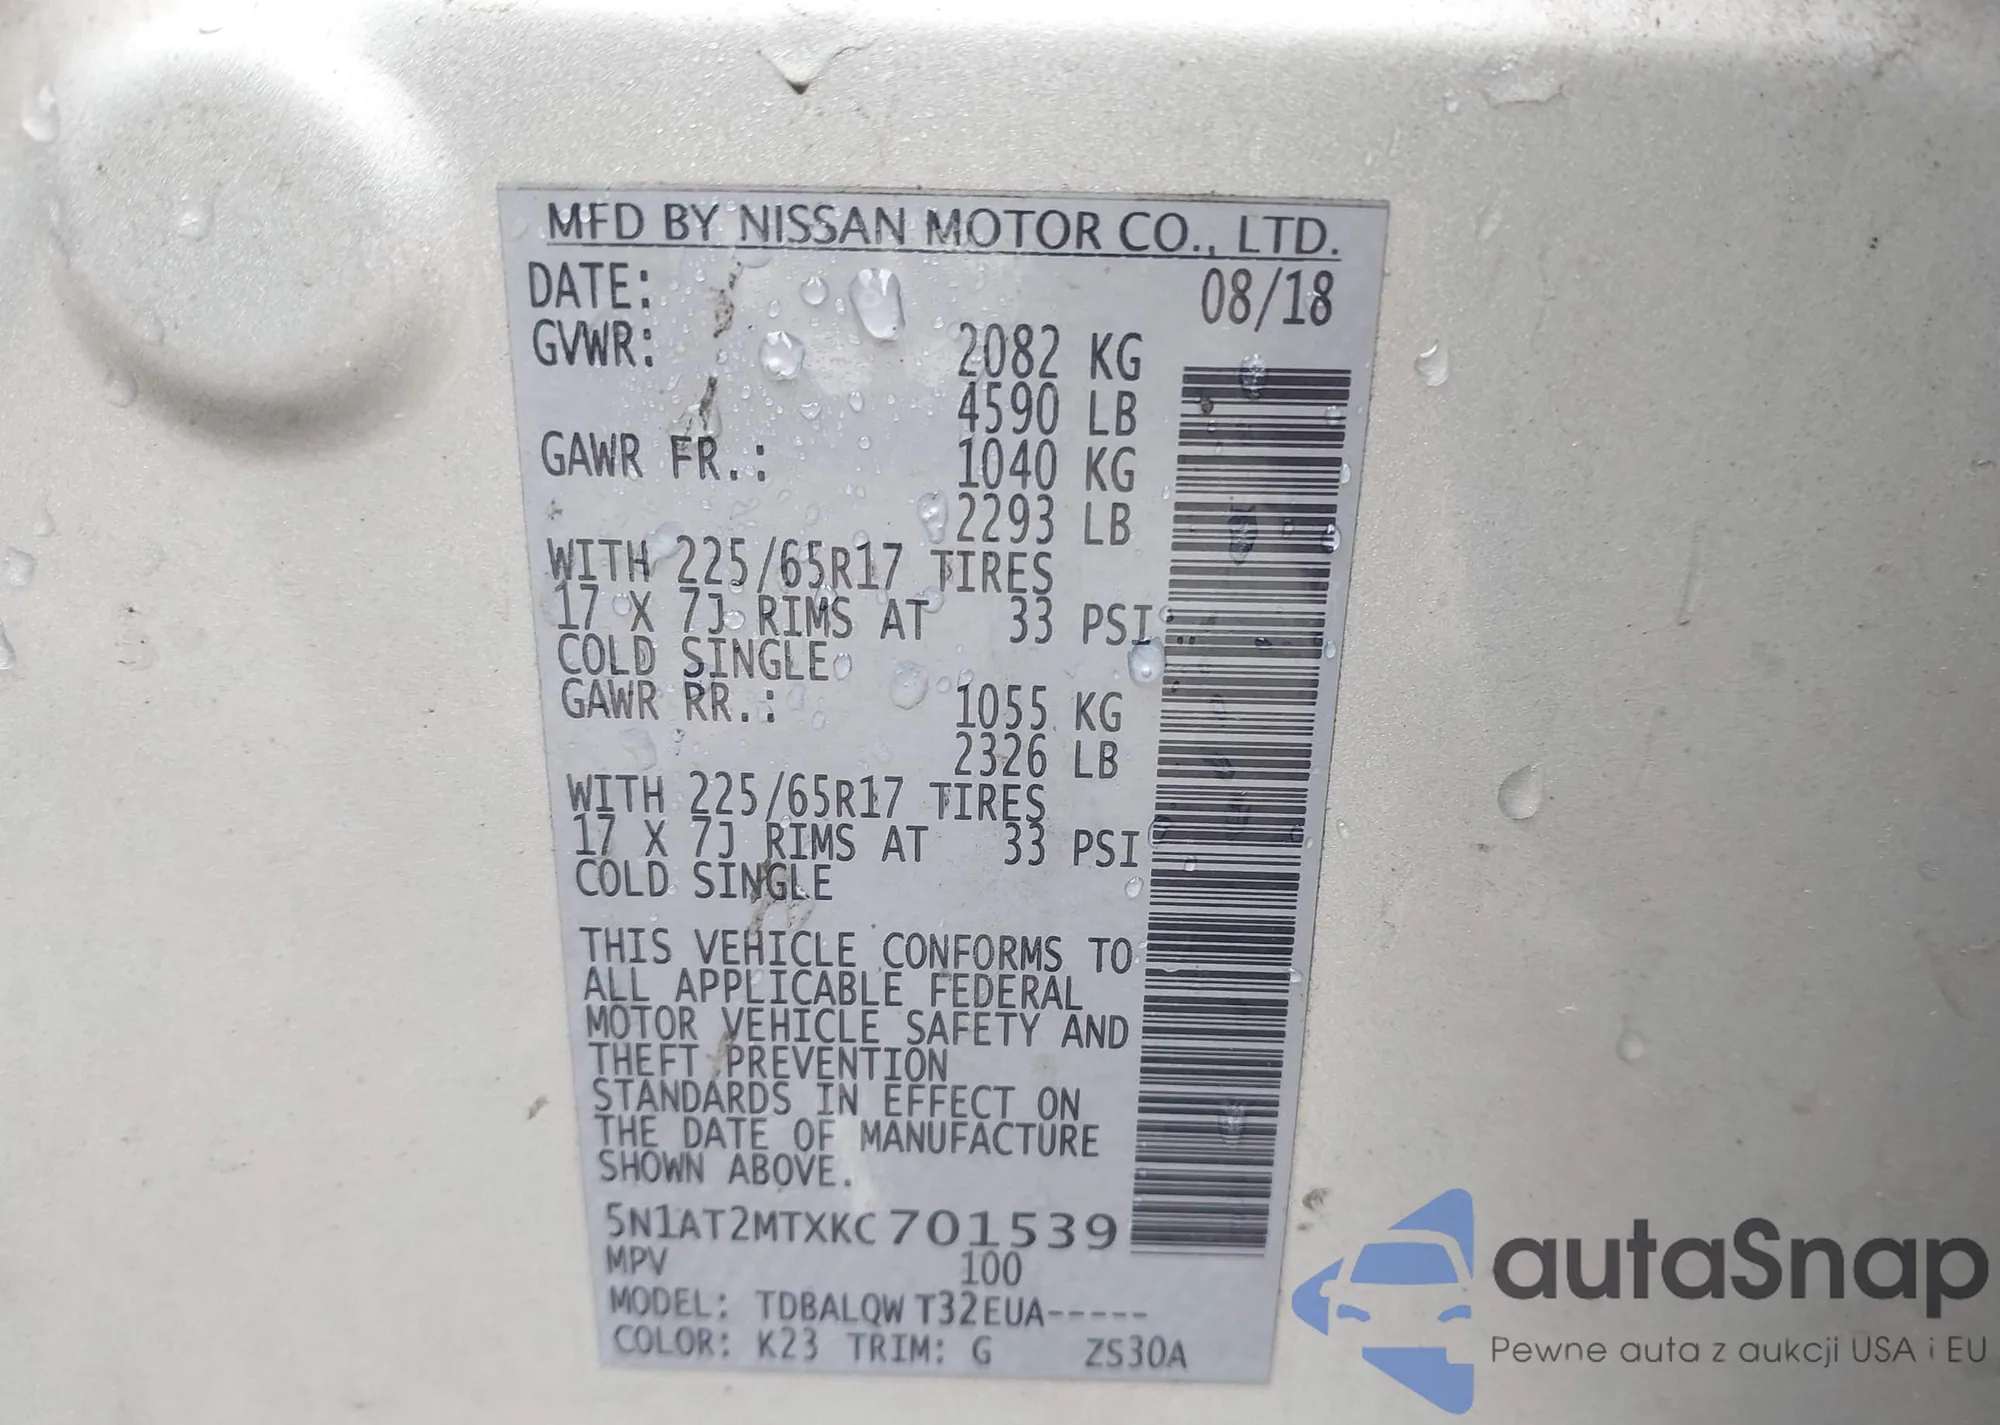 MFD BY NISSAN MOTOR CO., LTD.
DATE: 08/18
GVWR: 2082 KG
4590 LB
GAWR FR.: 1040 KG
2293 LB
WITH 225/65R17 TIRES
17 X 7J RIMS AT 33 PSI
COLD SINGLE
GAWR RR.: 1055 KG
2326 LB
WITH 225/65R17 TIRES
17 X 7J RIMS AT 33 PSI
COLD SINGLE
THIS VEHICLE CONFORMS TO
ALL APPLICABLE FEDERAL
MOTOR VEHICLE SAFETY AND
THEFT PREVENTION
STANDARDS IN EFFECT ON
THE DATE OF MANUFACTURE
SHOWN ABOVE.
5N1AT2MTXKC701539
MPV 100
MODEL: TDBALQW T32EUA-----
COLOR: K23 TRIM: G ZS30A
autaSnap
Pewne auta z aukcji USA i EU